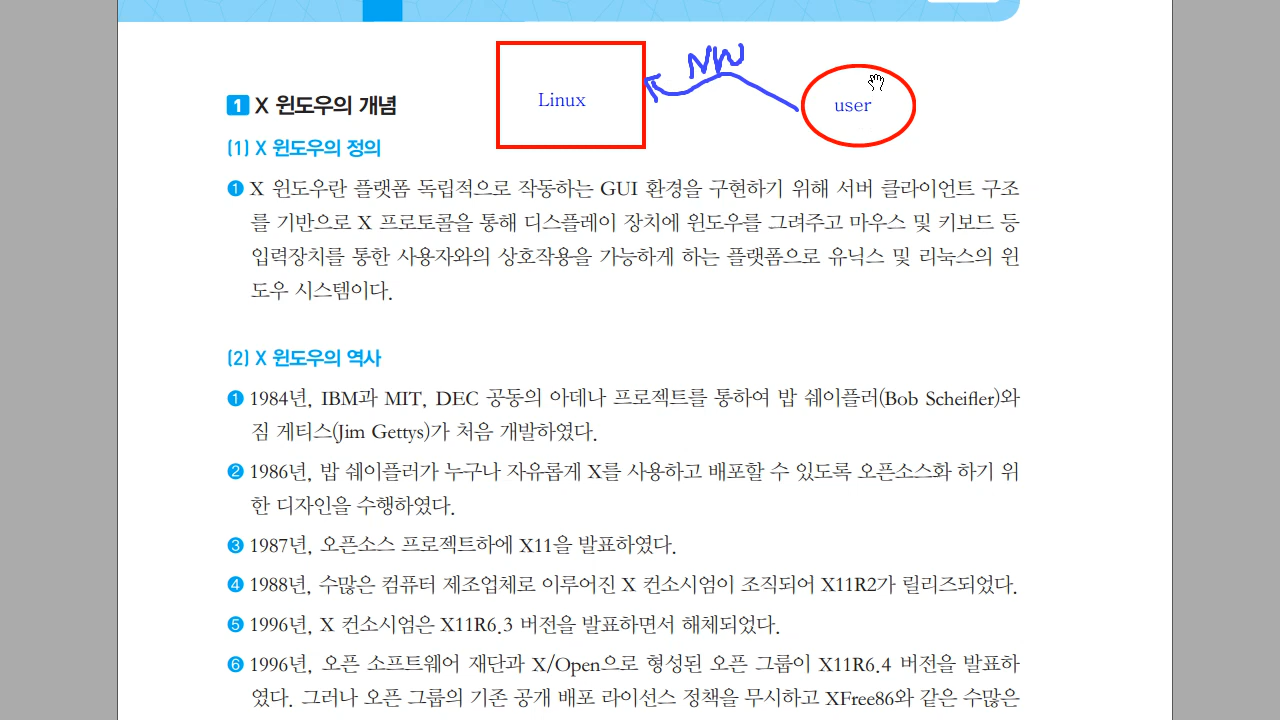 NW
Linux
user
1 X 윈도우의 개념
(1) X 윈도우의 정의
❶ X 윈도우란 플랫폼 독립적으로 작동하는 GUI 환경을 구현하기 위해 서버 클라이언트 구조
를 기반으로 X 프로토콜을 통해 디스플레이 장치에 윈도우를 그려주고 마우스 및 키보드 등
입력장치를 통한 사용자와의 상호작용을 가능하게 하는 플랫폼으로 유닉스 및 리눅스의 윈
도우 시스템이다.
(2) X 윈도우의 역사
❶ 1984년, IBM과 MIT, DEC 공동의 아데나 프로젝트를 통하여 밥 쉐이플러(Bob Scheifler)와
짐 게티스(Jim Gettys)가 처음 개발하였다.
❷ 1986년, 밥 쉐이플러가 누구나 자유롭게 X를 사용하고 배포할 수 있도록 오픈소스화 하기 위
한 디자인을 수행하였다.
❸ 1987년, 오픈소스 프로젝트하에 X11을 발표하였다.
❹ 1988년, 수많은 컴퓨터 제조업체로 이루어진 X 컨소시엄이 조직되어 X11R2가 릴리즈되었다.
❺ 1996년, X 컨소시엄은 X11R6.3 버전을 발표하면서 해체되었다.
❻ 1996년, 오픈 소프트웨어 재단과 X/Open으로 형성된 오픈 그룹이 X11R6.4 버전을 발표하
였다. 그러나 오픈 그룹의 기존 공개 배포 라이선스 정책을 무시하고 XFree86와 같은 수많은